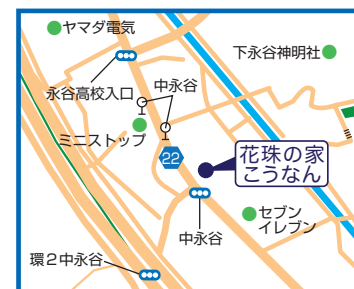 ヤマダ電気
下永谷神明社
永谷高校入口
中永谷
ミニストップ
22
花珠の家
こうなん
中永谷
セブン
イレブン
環2中永谷